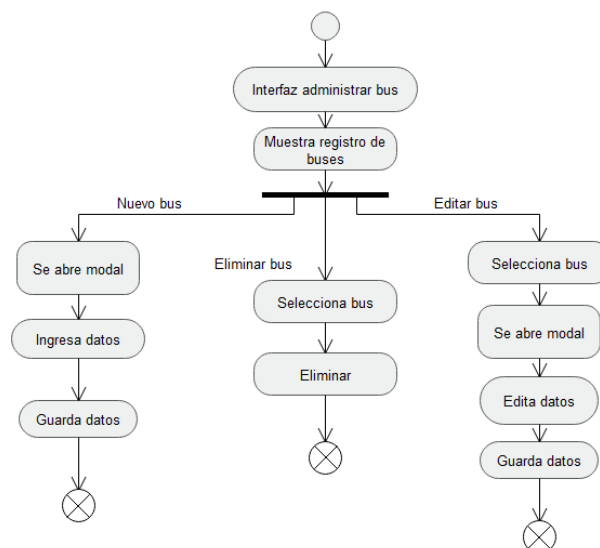 Interfaz administrar bus
Muestra registro de
buses
Nuevo bus
Editar bus
Se abre modal
Eliminar bus
Selecciona bus
Selecciona bus
Ingresa datos
Se abre modal
Eliminar
Edita datos
Guarda datos
Guarda datos